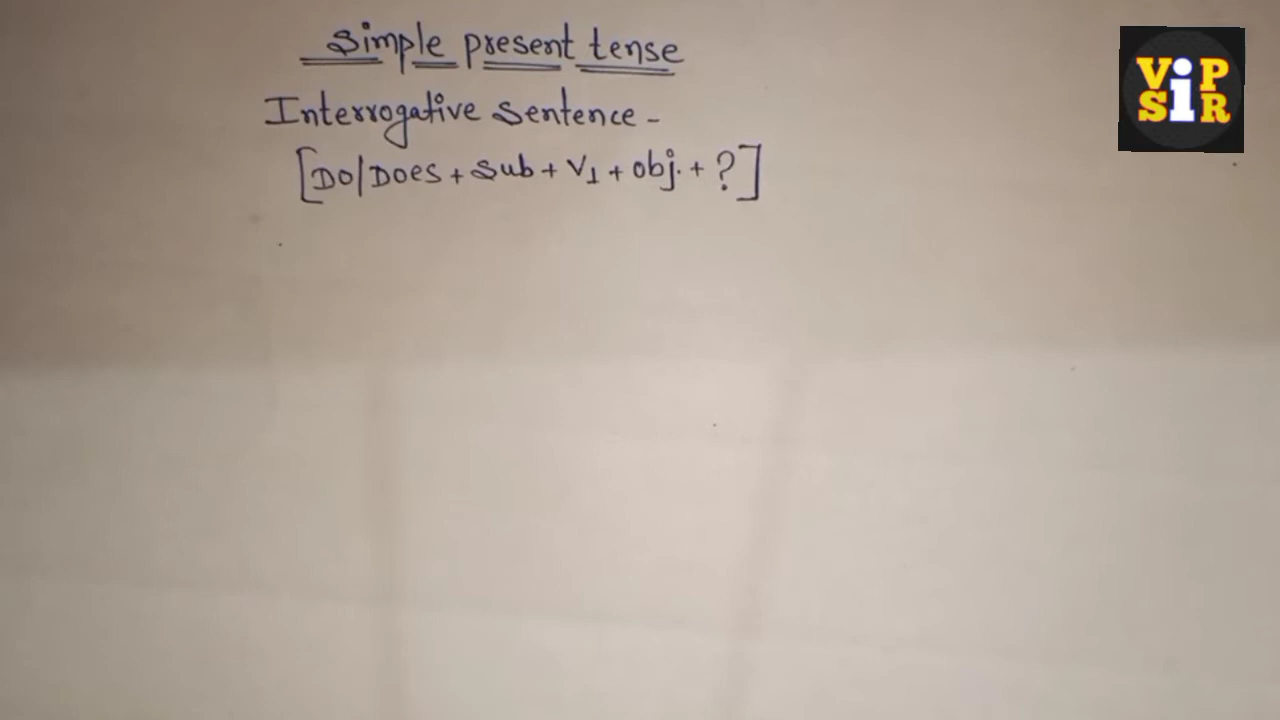 Simple present tense
Interrogative Sentence -
[DO/DOES + Sub + V1 + obj. + ?]
ViP
SiR